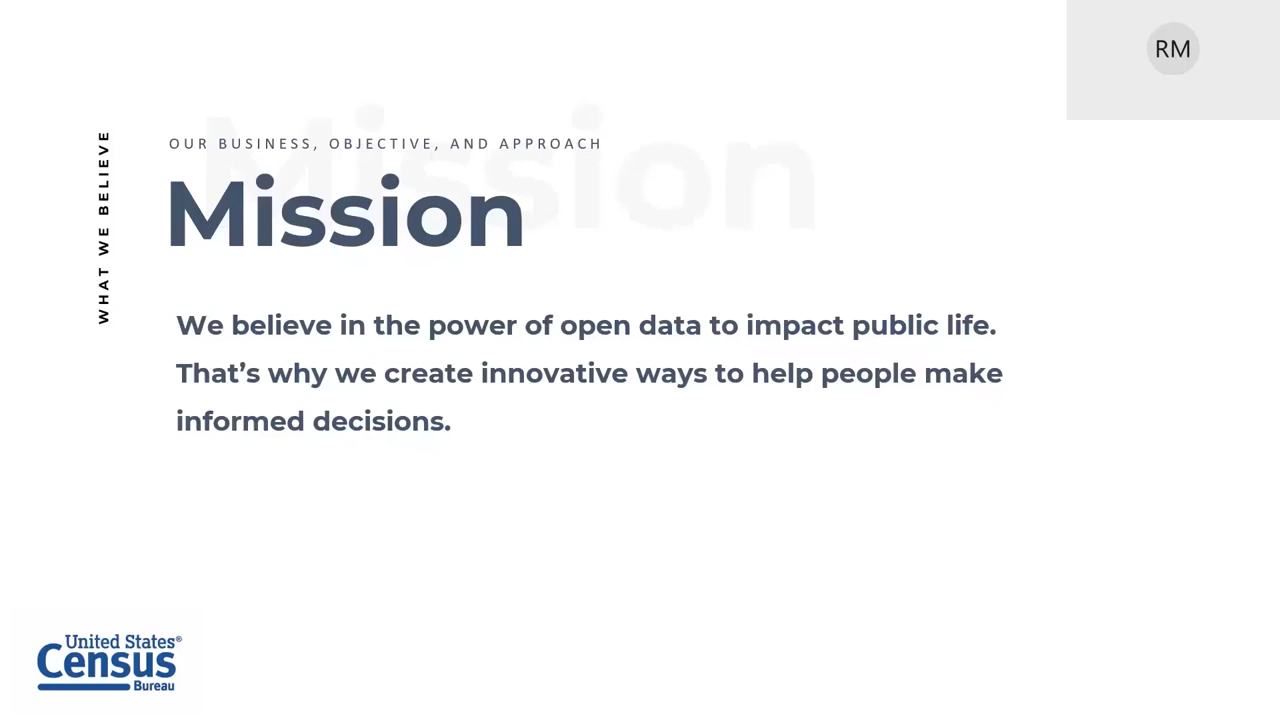 RM
WHAT WE BELIEVE
OUR BUSINESS, OBJECTIVE, AND APPROACH
Mission
Mission
We believe in the power of open data to impact public life.
That’s why we create innovative ways to help people make
informed decisions.
United States®
Census
Bureau